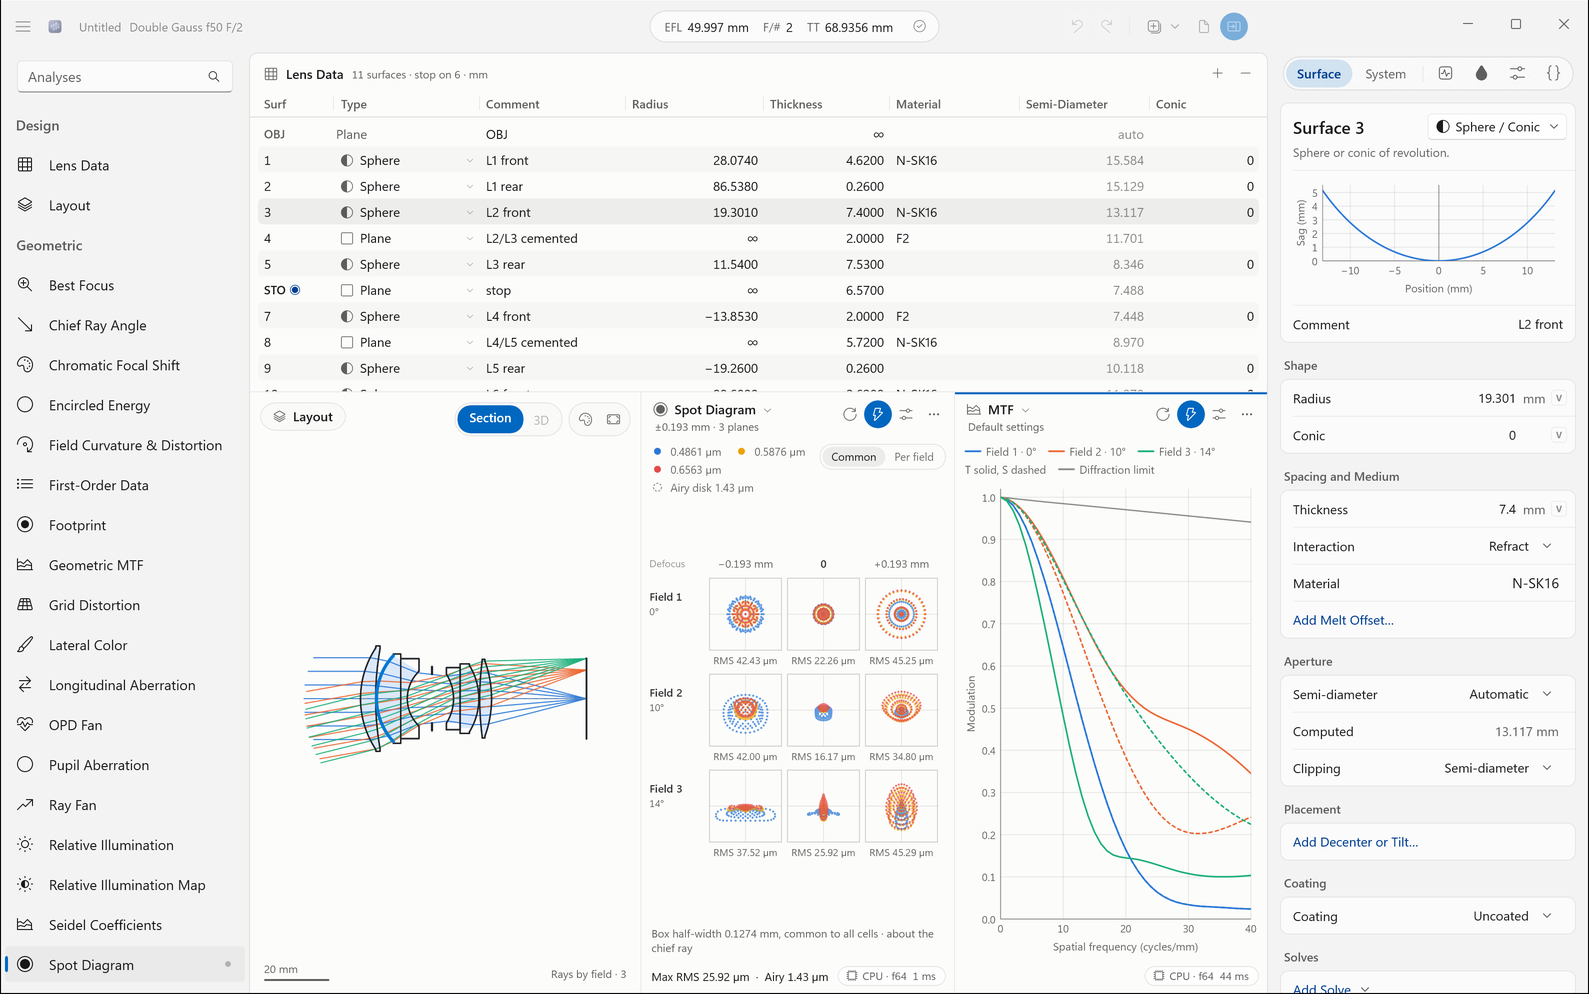 Untitled Double Gauss f50 F/2
EFL 49.997 mm F/# 2 TT 68.9356 mm
Analyses
Design
Lens Data
Layout
Geometric
Best Focus
Chief Ray Angle
Chromatic Focal Shift
Encircled Energy
Field Curvature & Distortion
First-Order Data
Footprint
Geometric MTF
Grid Distortion
Lateral Color
Longitudinal Aberration
OPD Fan
Pupil Aberration
Ray Fan
Relative Illumination
Relative Illumination Map
Seidel Coefficients
Spot Diagram
Lens Data 11 surfaces · stop on 6 · mm
Surf Type Comment Radius Thickness Material Semi-Diameter Conic
OBJ Plane OBJ ∞ auto
1 Sphere L1 front 28.0740 4.6200 N-SK16 15.584 0
2 Sphere L1 rear 86.5380 0.2600 15.129 0
3 Sphere L2 front 19.3010 7.4000 N-SK16 13.117 0
4 Plane L2/L3 cemented ∞ 2.0000 F2 11.701
5 Sphere L3 rear 11.5400 7.5300 8.346 0
STO Plane stop ∞ 6.5700 7.488
7 Sphere L4 front −13.8530 2.0000 F2 7.448 0
8 Plane L4/L5 cemented ∞ 5.7200 N-SK16 8.970
9 Sphere L5 rear −19.2600 0.2600 10.118 0
Layout
Section 3D
20 mm
Rays by field · 3
Spot Diagram
±0.193 mm · 3 planes
0.4861 µm 0.5876 µm
0.6563 µm
Airy disk 1.43 µm
Common Per field
Defocus −0.193 mm 0 +0.193 mm
Field 1
0°
RMS 42.43 µm RMS 22.26 µm RMS 45.25 µm
Field 2
10°
RMS 42.00 µm RMS 16.17 µm RMS 34.80 µm
Field 3
14°
RMS 37.52 µm RMS 25.92 µm RMS 45.29 µm
Box half-width 0.1274 mm, common to all cells · about the
chief ray
Max RMS 25.92 µm · Airy 1.43 µm CPU · f64 1 ms
MTF
Default settings
Field 1 · 0° Field 2 · 10° Field 3 · 14°
T solid, S dashed Diffraction limit
1.0
0.9
0.8
0.7
0.6
0.5
0.4
0.3
0.2
0.1
0.0
Modulation
0 10 20 30 40
Spatial frequency (cycles/mm)
CPU · f64 44 ms
Surface System {}
Surface 3 Sphere / Conic
Sphere or conic of revolution.
5
4
3
2
1
0
Sag (mm)
−10 −5 0 5 10
Position (mm)
Comment L2 front
Shape
Radius 19.301 mm V
Conic 0 V
Spacing and Medium
Thickness 7.4 mm V
Interaction Refract
Material N-SK16
Add Melt Offset...
Aperture
Semi-diameter Automatic
Computed 13.117 mm
Clipping Semi-diameter
Placement
Add Decenter or Tilt...
Coating
Coating Uncoated
Solves
Add Solve